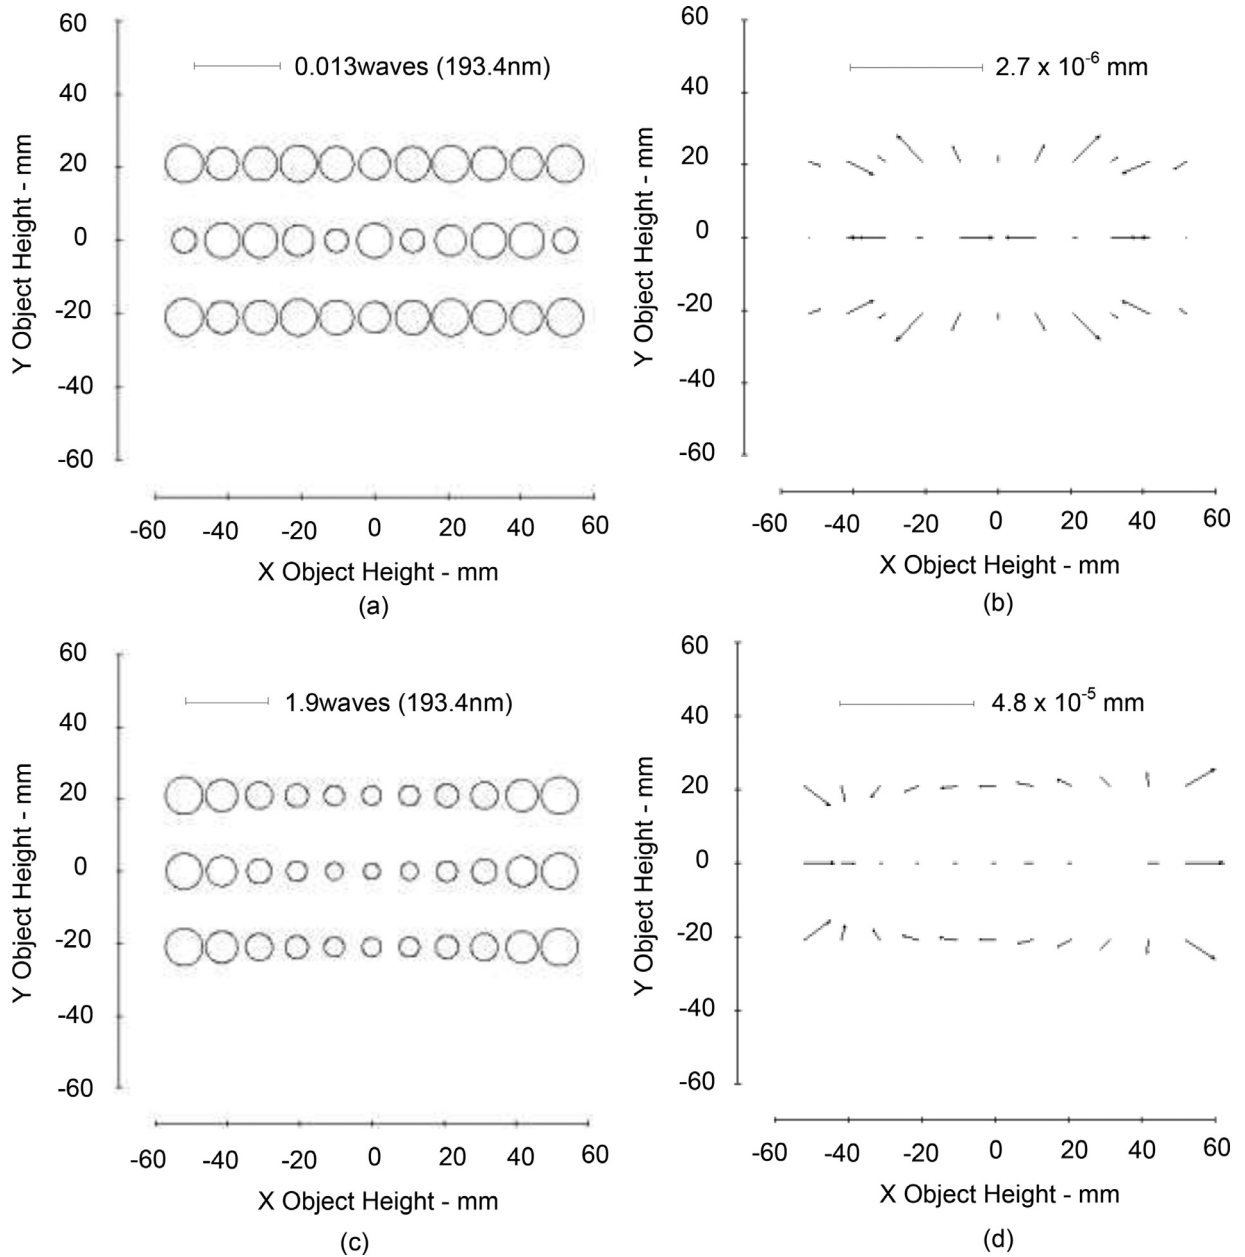 60
40
20
0
-20
-40
-60
Y Object Height - mm
0.013waves (193.4nm)
-60 -40 -20 0 20 40 60
X Object Height - mm
(a)
60
40
20
0
-20
-40
-60
Y Object Height - mm
2.7 x 10⁻⁶ mm
-60 -40 -20 0 20 40 60
X Object Height - mm
(b)
60
40
20
0
-20
-40
-60
Y Object Height - mm
1.9waves (193.4nm)
-60 -40 -20 0 20 40 60
X Object Height - mm
(c)
60
40
20
0
-20
-40
-60
Y Object Height - mm
4.8 x 10⁻⁵ mm
-60 -40 -20 0 20 40 60
X Object Height - mm
(d)